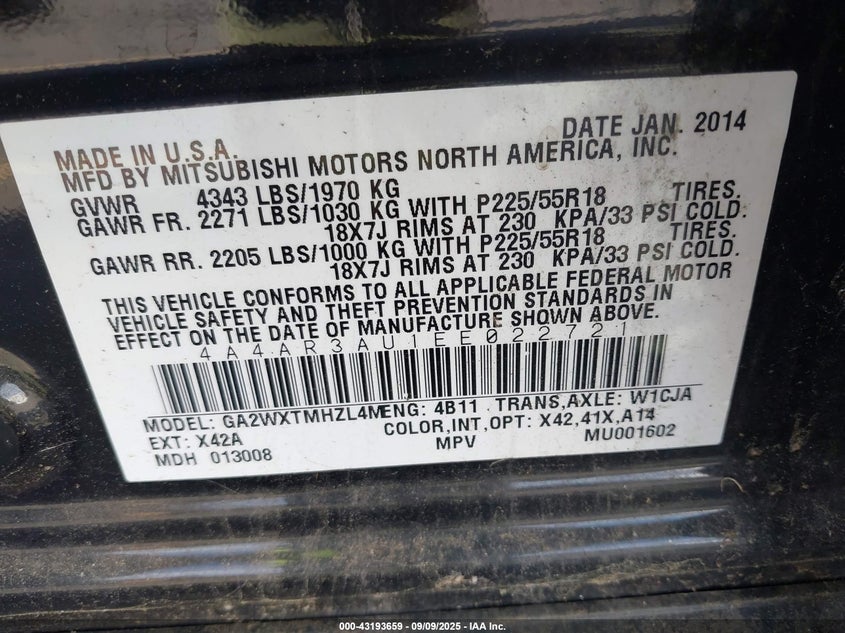 DATE JAN. 2014
MADE IN U.S.A.
MFD BY MITSUBISHI MOTORS NORTH AMERICA, INC.
GVWR 4343 LBS/1970 KG
GAWR FR. 2271 LBS/1030 KG WITH P225/55R18 TIRES.
18X7J RIMS AT 230 KPA/33 PSI COLD.
GAWR RR. 2205 LBS/1000 KG WITH P225/55R18 TIRES.
18X7J RIMS AT 230 KPA/33 PSI COLD.
THIS VEHICLE CONFORMS TO ALL APPLICABLE FEDERAL MOTOR
VEHICLE SAFETY AND THEFT PREVENTION STANDARDS IN
EFFECT ON THE DATE OF MANUFACTURE SHOWN ABOVE.
4A4AR3AU1EE022721
MODEL: GA2WXTMHZL4M ENG: 4B11 TRANS,AXLE: W1CJA
EXT: X42A COLOR,INT,OPT: X42,41X,A14
MDH 013008 MPV MU001602
000-43193659 - 09/09/2025 - IAA Inc.